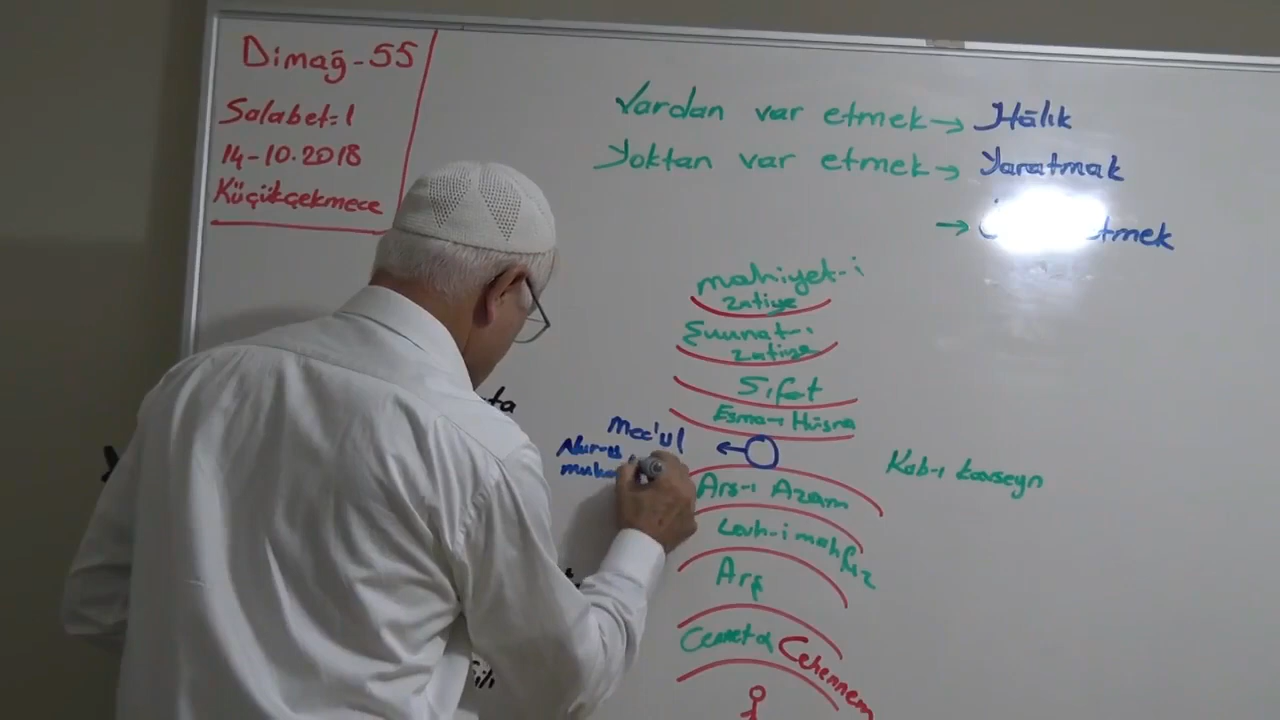 Dimağ-55
Salabet=1
14-10.2018
Küçükçekmece
Vardan var etmek → Hâlık
Yoktan var etmek → Yaratmak
→ etmek
mahiyet-i
zatiye
Şuunat-ı
zatiye
Sıfat
Esma-ı Hüsna
Mec'ul
Nur-u
Kab-ı kavseyn
Arş-ı Azam
Levh-i mahfuz
Arş
Cennet
Cehennem